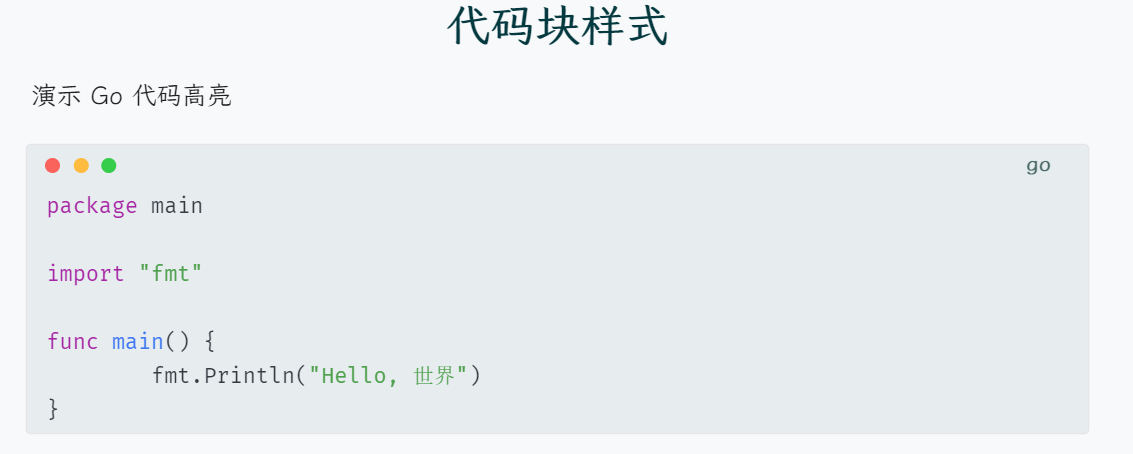 代码块样式
演示 Go 代码高亮
go
package main
import "fmt"
func main() {
        fmt.Println("Hello, 世界")
}